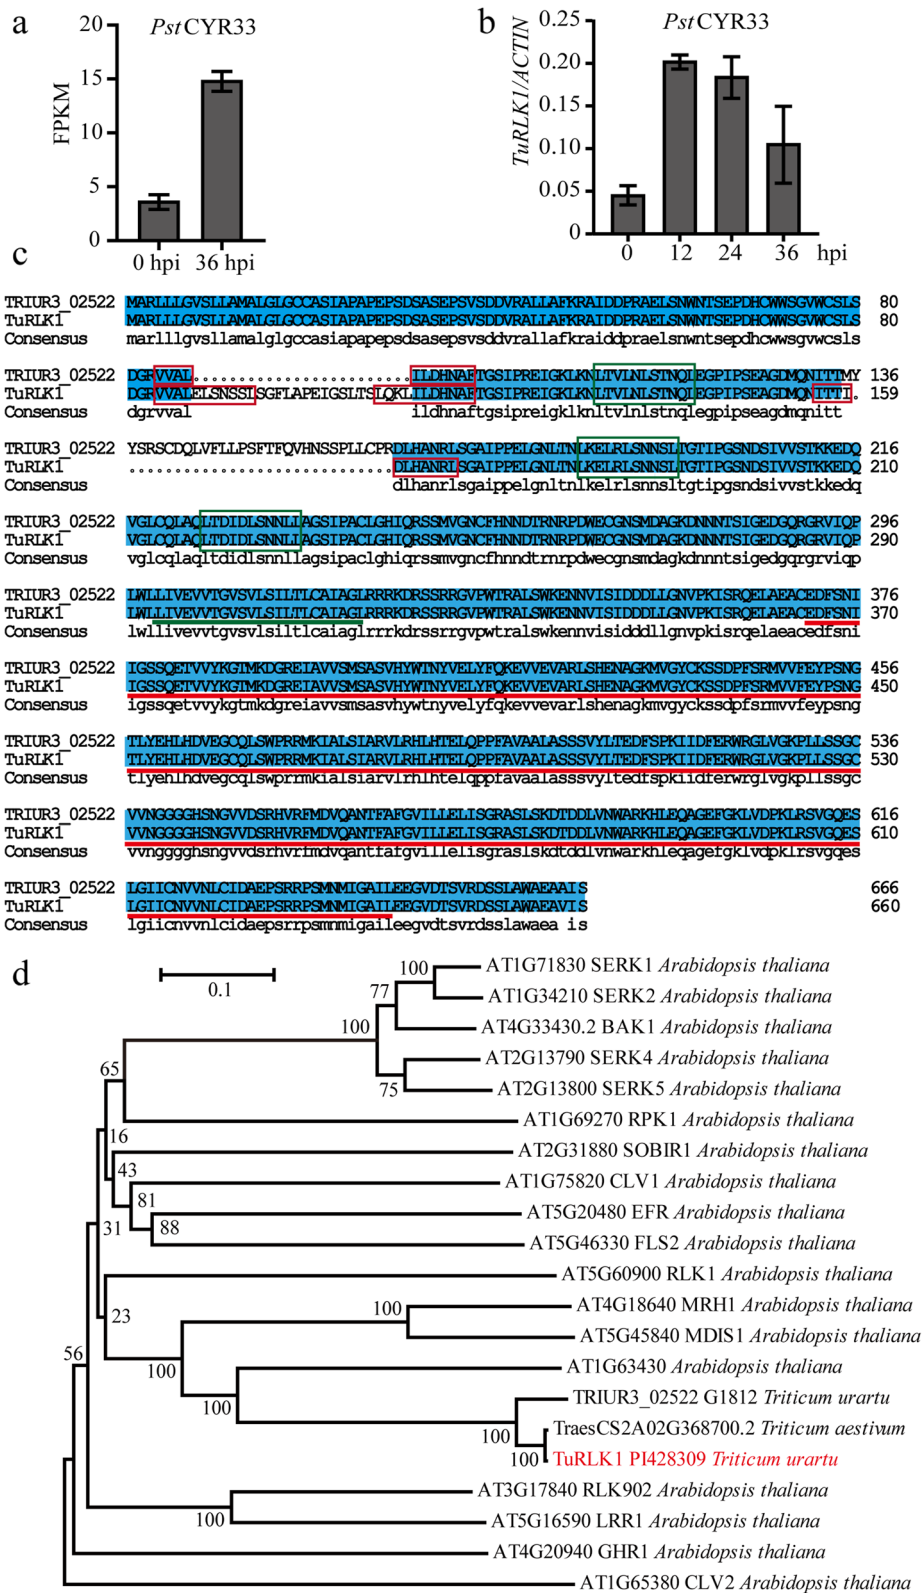 a
Pst CYR33
20
15
10
5
0
FPKM
0 hpi 36 hpi
b
Pst CYR33
0.25
0.20
0.15
0.10
0.05
0
TuRLK1/ACTIN
0 12 24 36 hpi
c
TRIUR3_02522 MARLLLGVSLLAMALGLGCCASIAPAPEPSDSASEPSVSDDVRALLAFKRAIDDPRAELSNWNTSEPDHCWWSGVWCSLS 80
TuRLK1 MARLLLGVSLLAMALGLGCCASIAPAPEPSDSASEPSVSDDVRALLAFKRAIDDPRAELSNWNTSEPDHCWWSGVWCSLS 80
Consensus marlllgvsllamalglgccasiapapepsdsasepsvsddvrallafkraiddpraelsnwntsepdhcwwsgvwcsls
TRIUR3_02522 DGRVVAL........................ILDHNAFTGSIPREIGKLKNLTVLNLSTNQLEGPIPSEAGDMQNITTMY 136
TuRLK1 DGRVVALELSNSSLSGFLAPEIGSLTSLQKLILDHNAFTGSIPREIGKLKNLTVLNLSTNQLEGPIPSEAGDMQNITTI. 159
Consensus dgrvval ildhnaftgsipreigklknltvlnlstnqlegpipseagdmqnitt
TRIUR3_02522 YSRSCDQLVFLLPSFTFQVHNSSPLLCPRDLHANRLSGAIPPELGNLTNLKELRLSNNSLTGTIPGSNDSIVVSTKKEDQ 216
TuRLK1 .............................DLHANRLSGAIPPELGNLTNLKELRLSNNSLTGTIPGSNDSIVVSTKKEDQ 210
Consensus dlhanrlsgaippelgnltnlkelrlsnnsltgtipgsndsivvstkkedq
TRIUR3_02522 VGLCQLAQLTDIDLSNNLLAGSIPACLGHIQRSSMVGNCFHNNDTRNRPDWECGNSMDAGKDNNNTSIGEDGQRGRVIQP 296
TuRLK1 VGLCQLAQLTDIDLSNNLLAGSIPACLGHIQRSSMVGNCFHNNDTRNRPDWECGNSMDAGKDNNNTSIGEDGQRGRVIQP 290
Consensus vglcqlaqltdidlsnnllagsipaclghiqrssmvgncfhnndtrnrpdwecgnsmdagkdnnntsigedgqrgrviqp
TRIUR3_02522 LWLLIVEVVTGVSVLSILTLCAIAGLRRRKDRSSRRGVPWTRALSWKENNVISIDDDLLGNVPKISRQELAEACEDFSNI 376
TuRLK1 LWLLIVEVVTGVSVLSILTLCAIAGLRRRKDRSSRRGVPWTRALSWKENNVISIDDDLLGNVPKISRQELAEACEDFSNI 370
Consensus lwllivevvtgvsvlsiltlcaiaglrrrkdrssrrgvpwtralswkennvisidddllgnvpkisrqelaeacedfsni
TRIUR3_02522 IGSSQETVVYKGTMKDGREIAVVSMSASVHYWTNYVELYFQKEVVEVARLSHENAGKMVGYCKSSDPFSRMVVFEYPSNG 456
TuRLK1 IGSSQETVVYKGTMKDGREIAVVSMSASVHYWTNYVELYFQKEVVEVARLSHENAGKMVGYCKSSDPFSRMVVFEYPSNG 450
Consensus igssqetvvykgtmkdgreiavvsmsasvhywtnyvelyfqkevvevarlshenagkmvgyckssdpfsrmvvfeypsng
TRIUR3_02522 TLYEHLHDVEGCQLSWPRRMKIALSIARVLRHLHTELQPPFAVAALASSSVYLTEDFSPKIIDFERWRGLVGKPLLSSGC 536
TuRLK1 TLYEHLHDVEGCQLSWPRRMKIALSIARVLRHLHTELQPPFAVAALASSSVYLTEDFSPKIIDFERWRGLVGKPLLSSGC 530
Consensus tlyehlhdvegcqlswprrmkialsiarvlrhlhtelqppfavaalasssvyltedfspkiidferwrglvgkpllssgc
TRIUR3_02522 VVNGGGGHSNGVVDSRHVRFMDVQANTFAFGVILLELISGRASLSKDTDDLVNWARKHLEQAGEFGKLVDPKLRSVGQES 616
TuRLK1 VVNGGGGHSNGVVDSRHVRFMDVQANTFAFGVILLELISGRASLSKDTDDLVNWARKHLEQAGEFGKLVDPKLRSVGQES 610
Consensus vvngggghsngvvdsrhvrfmdvqantfafgvillelisgraslskdtddlvnwarkhleqagefgklvdpklrsvgqes
TRIUR3_02522 LGIICNVVNLCIDAEPSRRPSMNMIGAILEEGVDTSVRDSSLAWAEAAIS 666
TuRLK1 LGIICNVVNLCIDAEPSRRPSMNMIGAILEEGVDTSVRDSSLAWAEAVIS 660
Consensus lgiicnvvnlcidaepsrrpsmnmigaileegvdtsvrdsslawaea is
d
0.1
100 AT1G71830 SERK1 Arabidopsis thaliana
77 AT1G34210 SERK2 Arabidopsis thaliana
100 AT4G33430.2 BAK1 Arabidopsis thaliana
AT2G13790 SERK4 Arabidopsis thaliana
65 75 AT2G13800 SERK5 Arabidopsis thaliana
AT1G69270 RPK1 Arabidopsis thaliana
16 AT2G31880 SOBIR1 Arabidopsis thaliana
43 AT1G75820 CLV1 Arabidopsis thaliana
81 AT5G20480 EFR Arabidopsis thaliana
31 88 AT5G46330 FLS2 Arabidopsis thaliana
AT5G60900 RLK1 Arabidopsis thaliana
23 100 AT4G18640 MRH1 Arabidopsis thaliana
AT5G45840 MDIS1 Arabidopsis thaliana
56 100 AT1G63430 Arabidopsis thaliana
100 TRIUR3_02522 G1812 Triticum urartu
100 TraesCS2A02G368700.2 Triticum aestivum
100 TuRLK1 PI428309 Triticum urartu
AT3G17840 RLK902 Arabidopsis thaliana
100 AT5G16590 LRR1 Arabidopsis thaliana
AT4G20940 GHR1 Arabidopsis thaliana
AT1G65380 CLV2 Arabidopsis thaliana